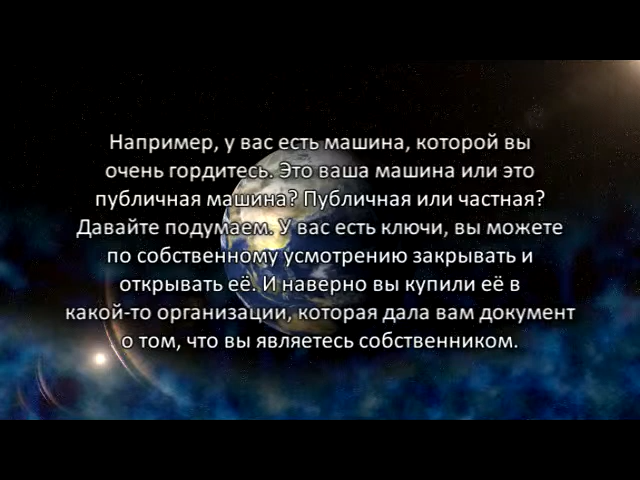 Например, у вас есть машина, которой вы
очень гордитесь. Это ваша машина или это
публичная машина? Публичная или частная?
Давайте подумаем. У вас есть ключи, вы можете
по собственному усмотрению закрывать и
открывать её. И наверно вы купили её в
какой-то организации, которая дала вам документ
о том, что вы являетесь собственником.